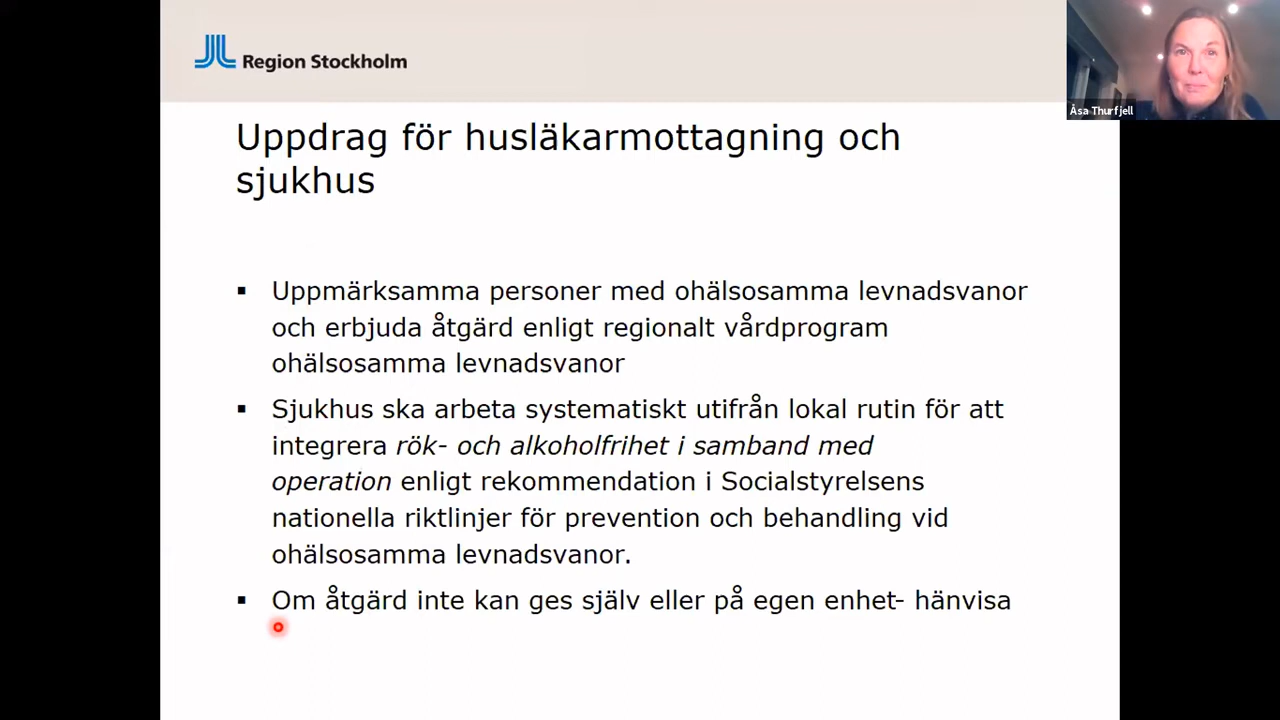 Region Stockholm
Åsa Thurfjell
Uppdrag för husläkarmottagning och
sjukhus
▪ Uppmärksamma personer med ohälsosamma levnadsvanor
och erbjuda åtgärd enligt regionalt vårdprogram
ohälsosamma levnadsvanor
▪ Sjukhus ska arbeta systematiskt utifrån lokal rutin för att
integrera rök- och alkoholfrihet i samband med
operation enligt rekommendation i Socialstyrelsens
nationella riktlinjer för prevention och behandling vid
ohälsosamma levnadsvanor.
▪ Om åtgärd inte kan ges själv eller på egen enhet- hänvisa